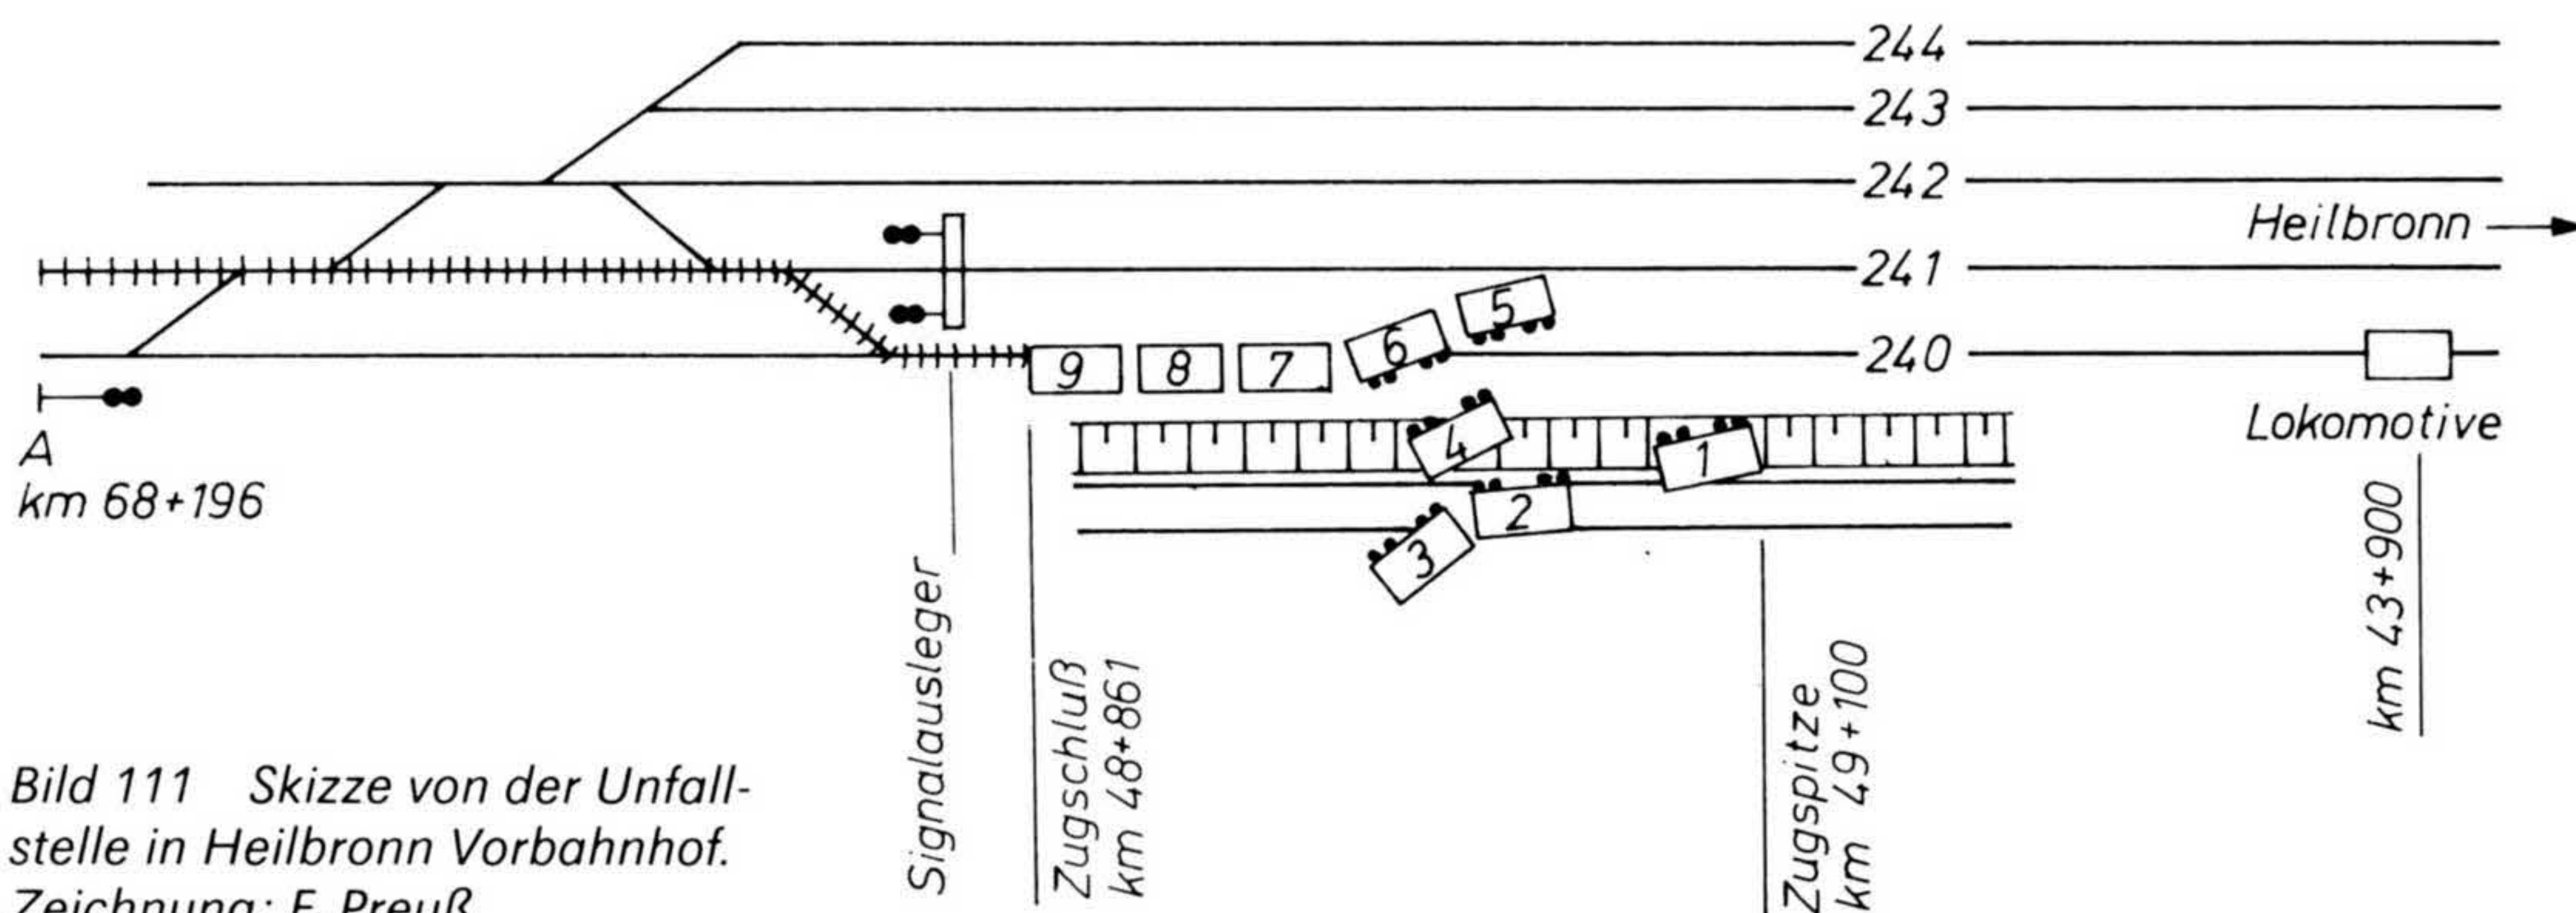 244
243
242
Heilbronn
241
5
6
240
9 8 7
Lokomotive
4
1
A
km 68+196
2
3
Signalausleger
Zugschluß
km 48+861
Zugspitze
km 49+100
km 43+900
Bild 111 Skizze von der Unfall-
stelle in Heilbronn Vorbahnhof.
Zeichnung: E. Preuß